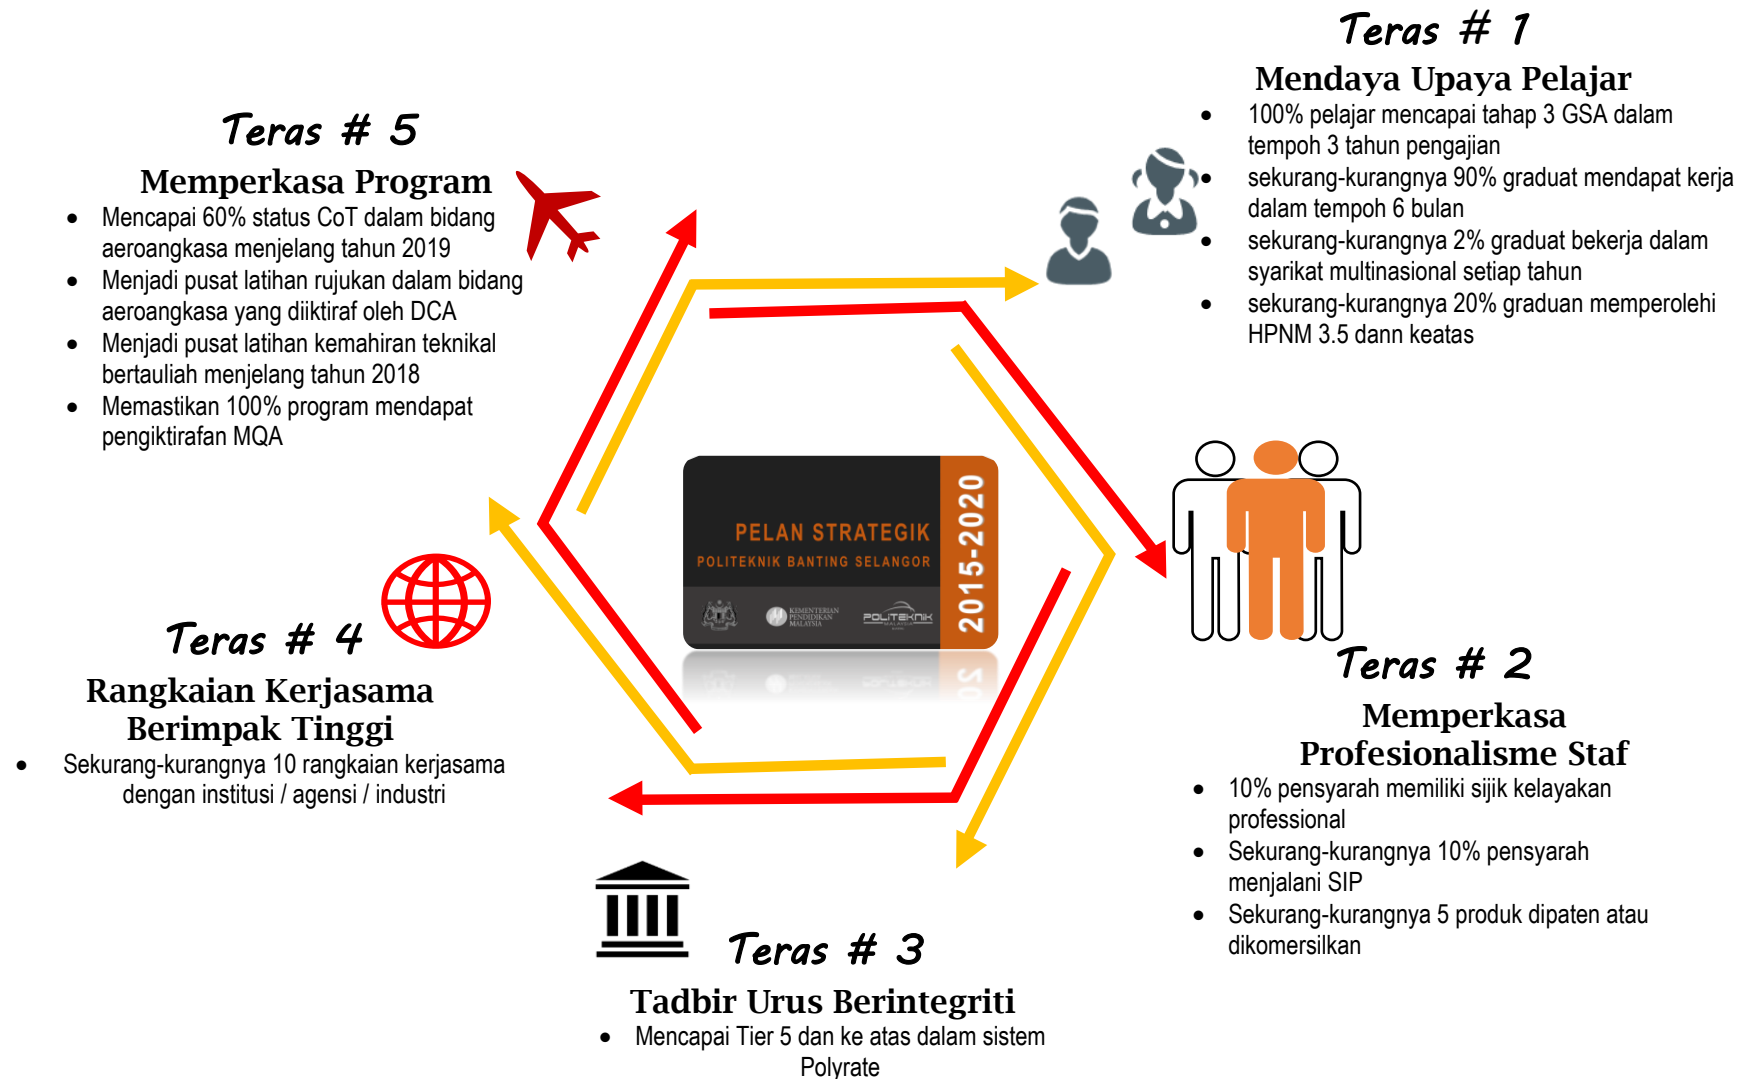 Teras # 1
Mendaya Upaya Pelajar
• 100% pelajar mencapai tahap 3 GSA dalam
tempoh 3 tahun pengajian
• sekurang-kurangnya 90% graduat mendapat kerja
dalam tempoh 6 bulan
• sekurang-kurangnya 2% graduat bekerja dalam
syarikat multinasional setiap tahun
• sekurang-kurangnya 20% graduan memperolehi
HPNM 3.5 dann keatas
Teras # 5
Memperkasa Program
• Mencapai 60% status CoT dalam bidang
aeroangkasa menjelang tahun 2019
• Menjadi pusat latihan rujukan dalam bidang
aeroangkasa yang diiktiraf oleh DCA
• Menjadi pusat latihan kemahiran teknikal
bertauliah menjelang tahun 2018
• Memastikan 100% program mendapat
pengiktirafan MQA
PELAN STRATEGIK
POLITEKNIK BANTING SELANGOR
2015-2020
KEMENTERIAN
PENDIDIKAN
MALAYSIA
POLITEKNIK
MALAYSIA
Teras # 4
Rangkaian Kerjasama
Berimpak Tinggi
• Sekurang-kurangnya 10 rangkaian kerjasama
dengan institusi / agensi / industri
Teras # 2
Memperkasa
Profesionalisme Staf
• 10% pensyarah memiliki sijik kelayakan
professional
• Sekurang-kurangnya 10% pensyarah
menjalani SIP
• Sekurang-kurangnya 5 produk dipaten atau
dikomersilkan
Teras # 3
Tadbir Urus Berintegriti
• Mencapai Tier 5 dan ke atas dalam sistem
Polyrate